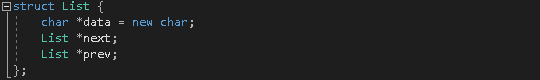 struct List {
    char *data = new char;
    List *next;
    List *prev;
};